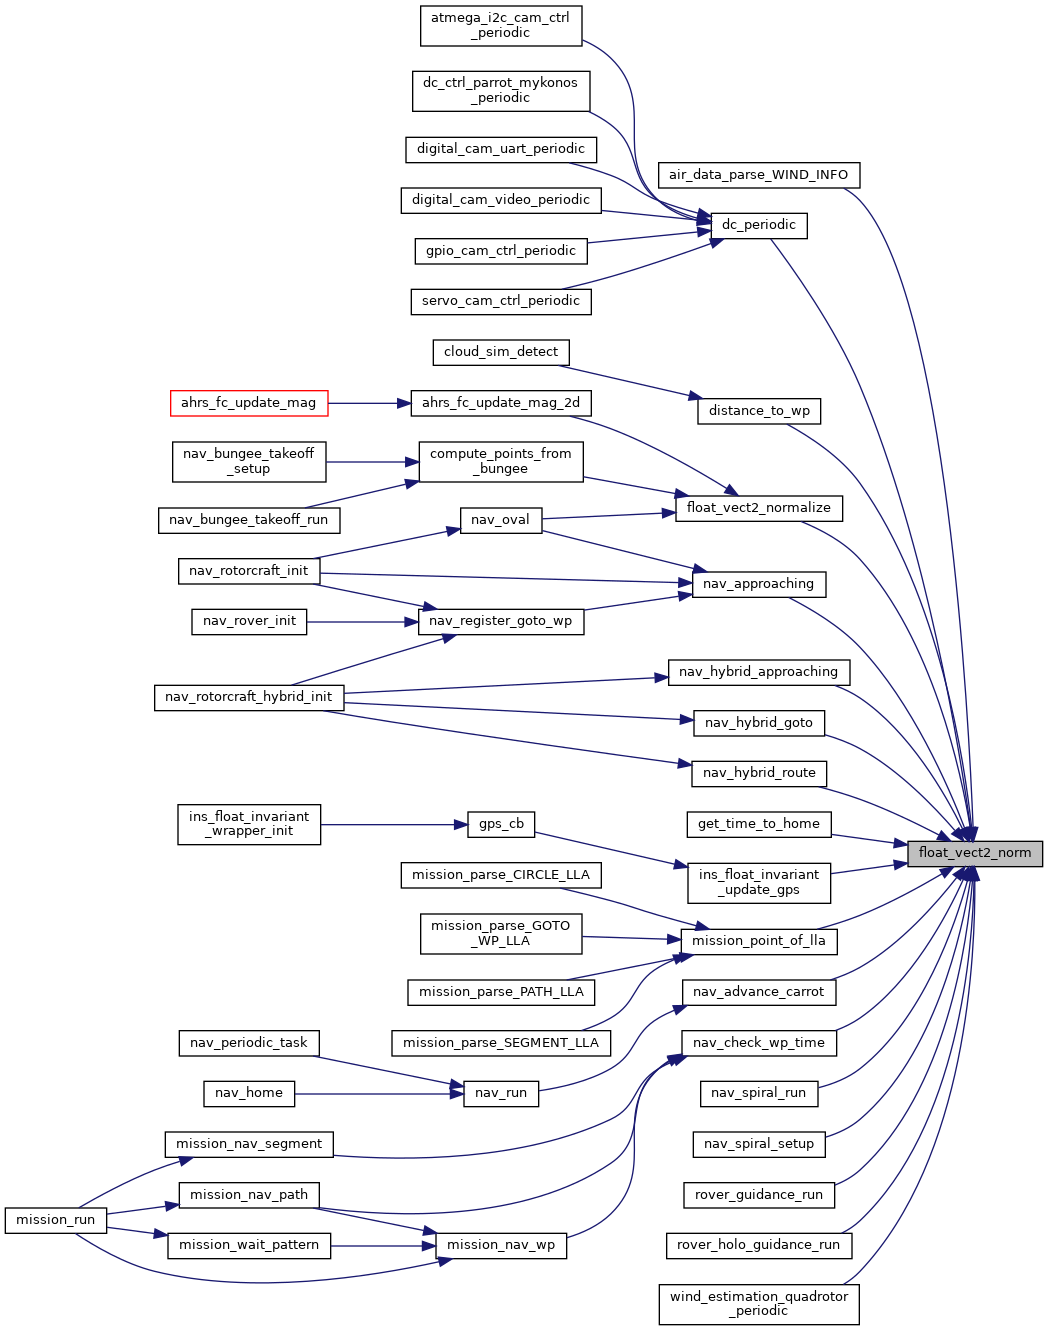 atmega_i2c_cam_ctrl
_periodic
dc_ctrl_parrot_mykonos
_periodic
digital_cam_uart_periodic
air_data_parse_WIND_INFO
digital_cam_video_periodic
dc_periodic
gpio_cam_ctrl_periodic
servo_cam_ctrl_periodic
cloud_sim_detect
ahrs_fc_update_mag
ahrs_fc_update_mag_2d
distance_to_wp
nav_bungee_takeoff
_setup
compute_points_from
_bungee
float_vect2_normalize
nav_bungee_takeoff_run
nav_oval
nav_rotorcraft_init
nav_approaching
nav_rover_init
nav_register_goto_wp
nav_hybrid_approaching
nav_rotorcraft_hybrid_init
nav_hybrid_goto
nav_hybrid_route
ins_float_invariant
_wrapper_init
gps_cb
get_time_to_home
float_vect2_norm
mission_parse_CIRCLE_LLA
ins_float_invariant
_update_gps
mission_parse_GOTO
_WP_LLA
mission_point_of_lla
mission_parse_PATH_LLA
nav_advance_carrot
nav_periodic_task
mission_parse_SEGMENT_LLA
nav_check_wp_time
nav_home
nav_run
nav_spiral_run
mission_nav_segment
nav_spiral_setup
mission_nav_path
rover_guidance_run
mission_run
mission_wait_pattern
mission_nav_wp
rover_holo_guidance_run
wind_estimation_quadrotor
_periodic